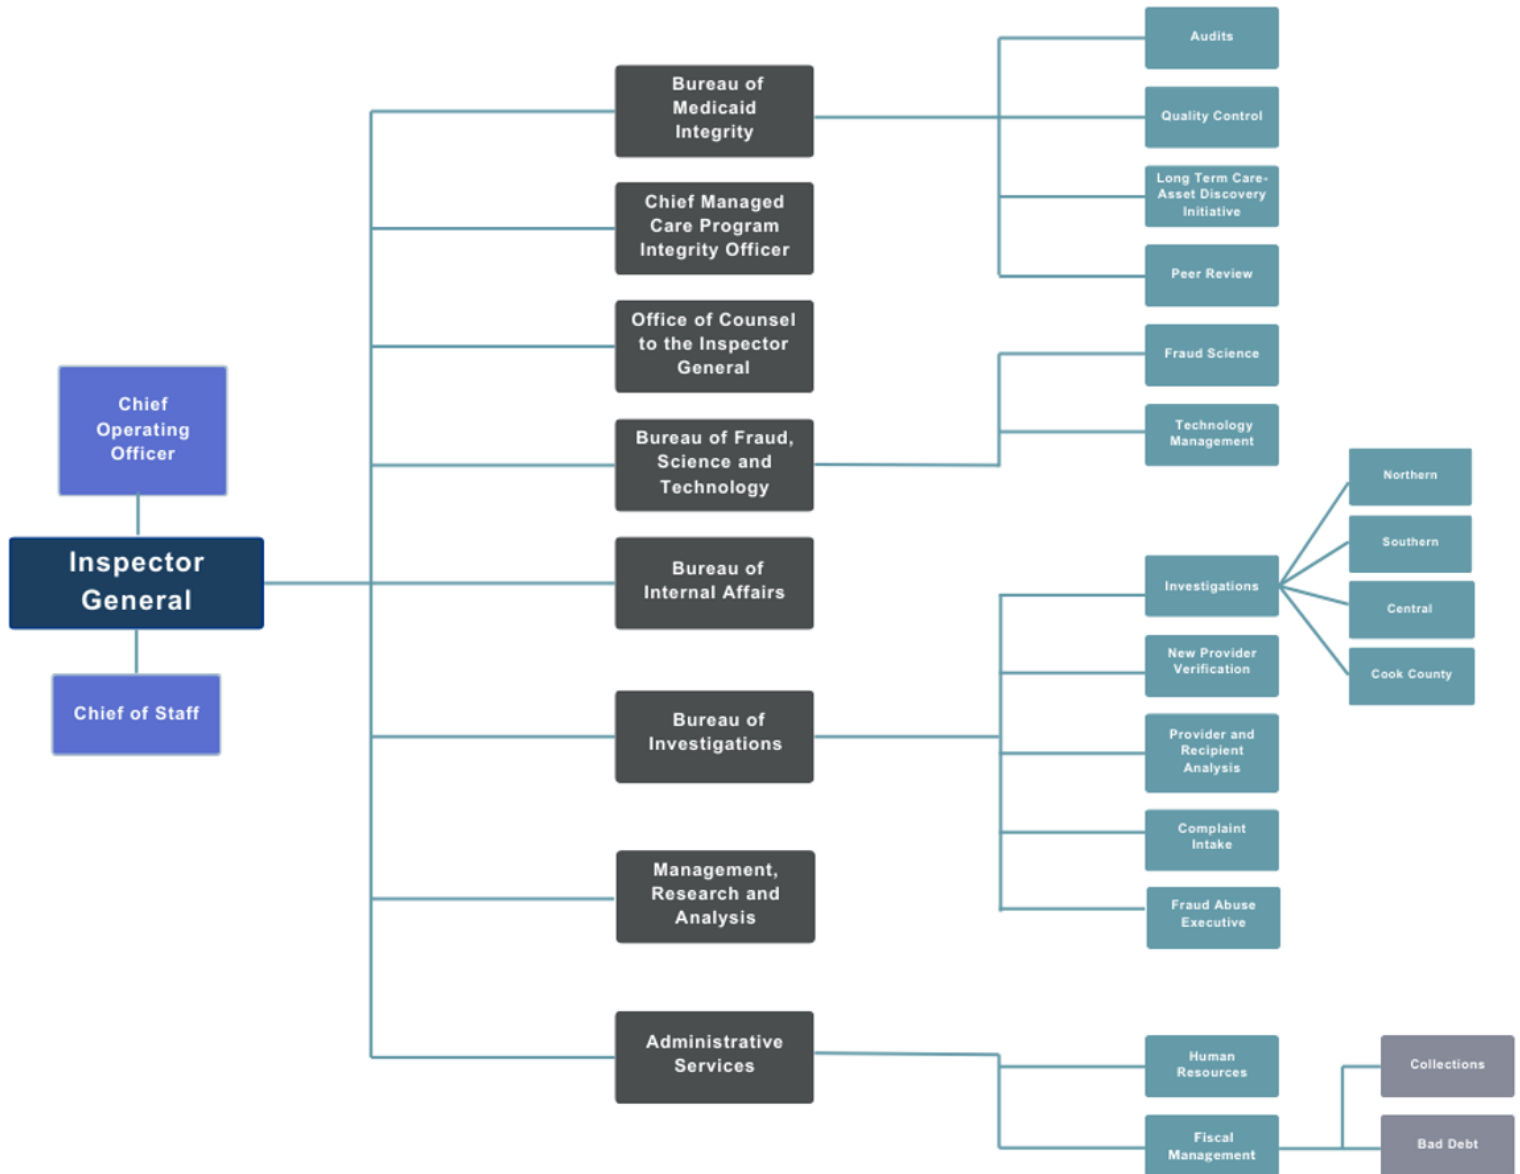 Chief
Operating
Officer
Inspector
General
Chief of Staff
Bureau of
Medicaid
Integrity
Chief Managed
Care Program
Integrity Officer
Office of Counsel
to the Inspector
General
Bureau of Fraud,
Science and
Technology
Bureau of
Internal Affairs
Bureau of
Investigations
Management,
Research and
Analysis
Administrative
Services
Audits
Quality Control
Long Term Care-
Asset Discovery
Initiative
Peer Review
Fraud Science
Technology
Management
Investigations
New Provider
Verification
Provider and
Recipient
Analysis
Complaint
Intake
Fraud Abuse
Executive
Human
Resources
Fiscal
Management
Northern
Southern
Central
Cook County
Collections
Bad Debt